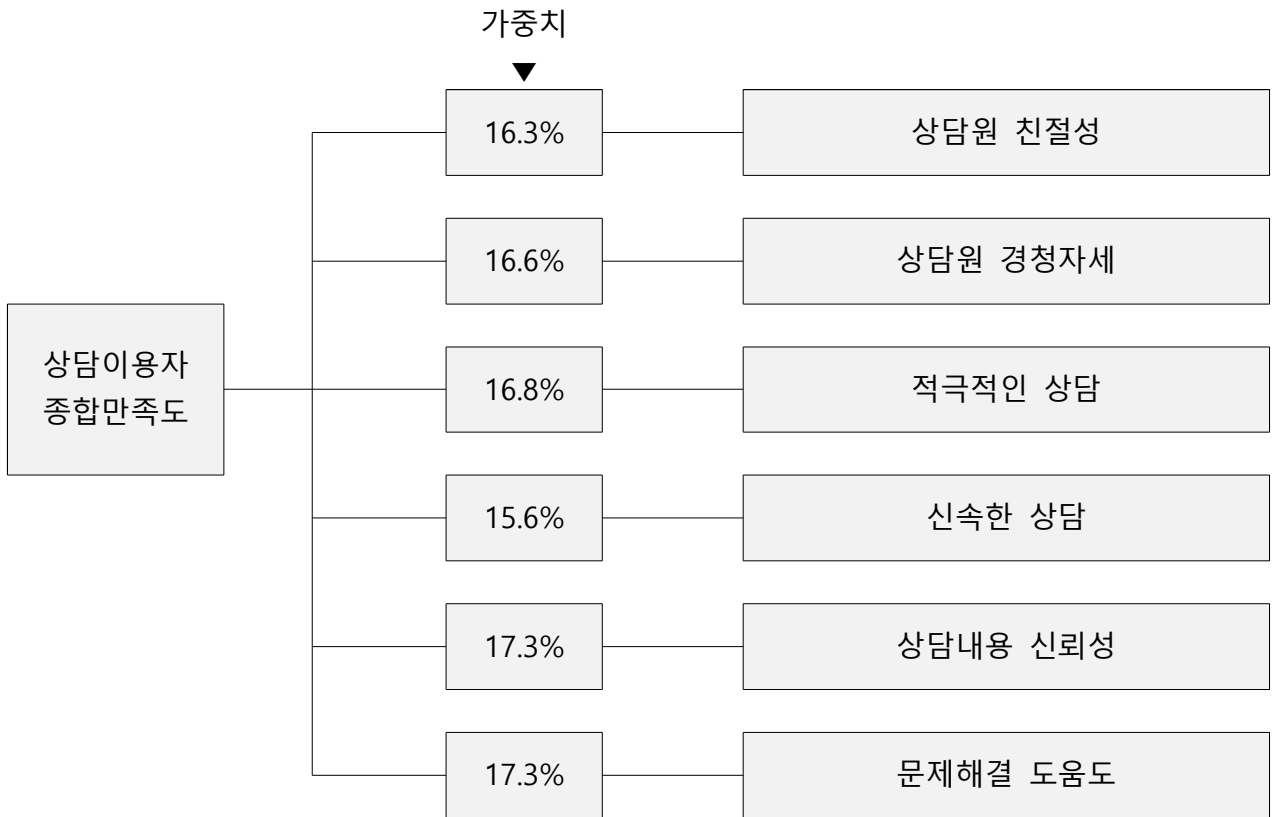 가중치
▼
16.3% 상담원 친절성
16.6% 상담원 경청자세
상담이용자
종합만족도
16.8% 적극적인 상담
15.6% 신속한 상담
17.3% 상담내용 신뢰성
17.3% 문제해결 도움도